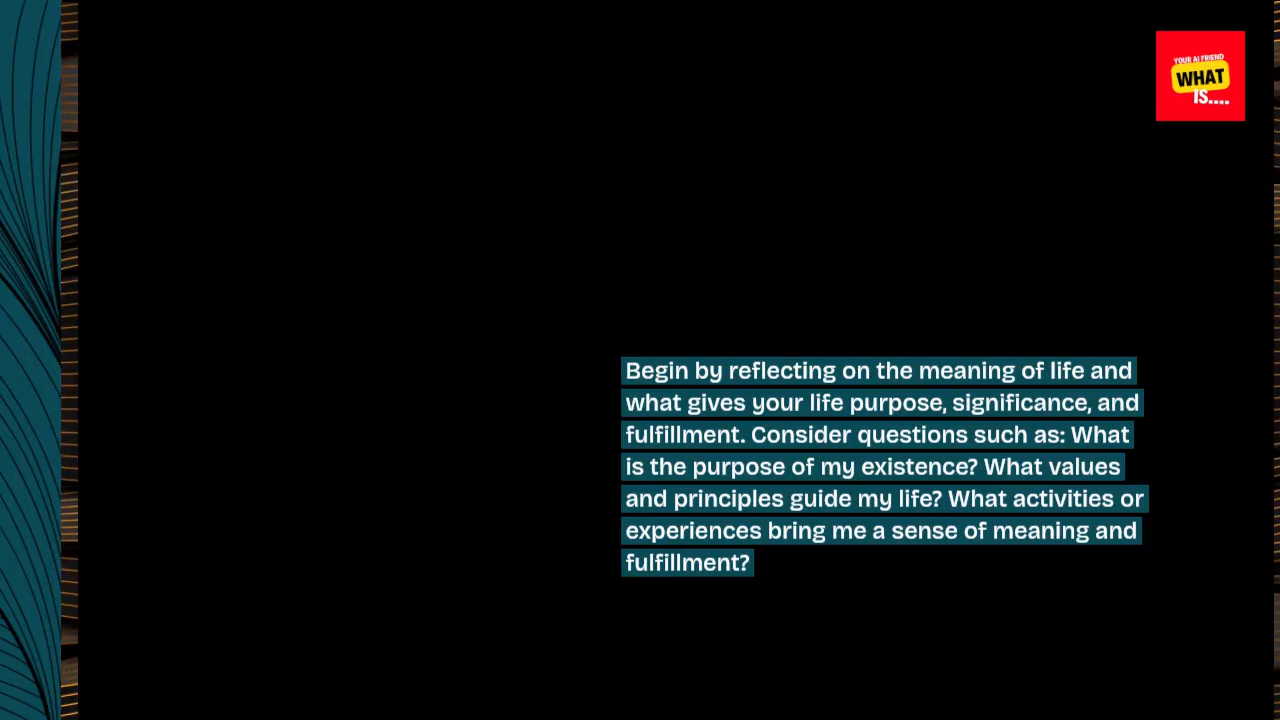 YOUR AI FRIEND
WHAT
IS....
Begin by reflecting on the meaning of life and
what gives your life purpose, significance, and
fulfillment. Consider questions such as: What
is the purpose of my existence? What values
and principles guide my life? What activities or
experiences bring me a sense of meaning and
fulfillment?